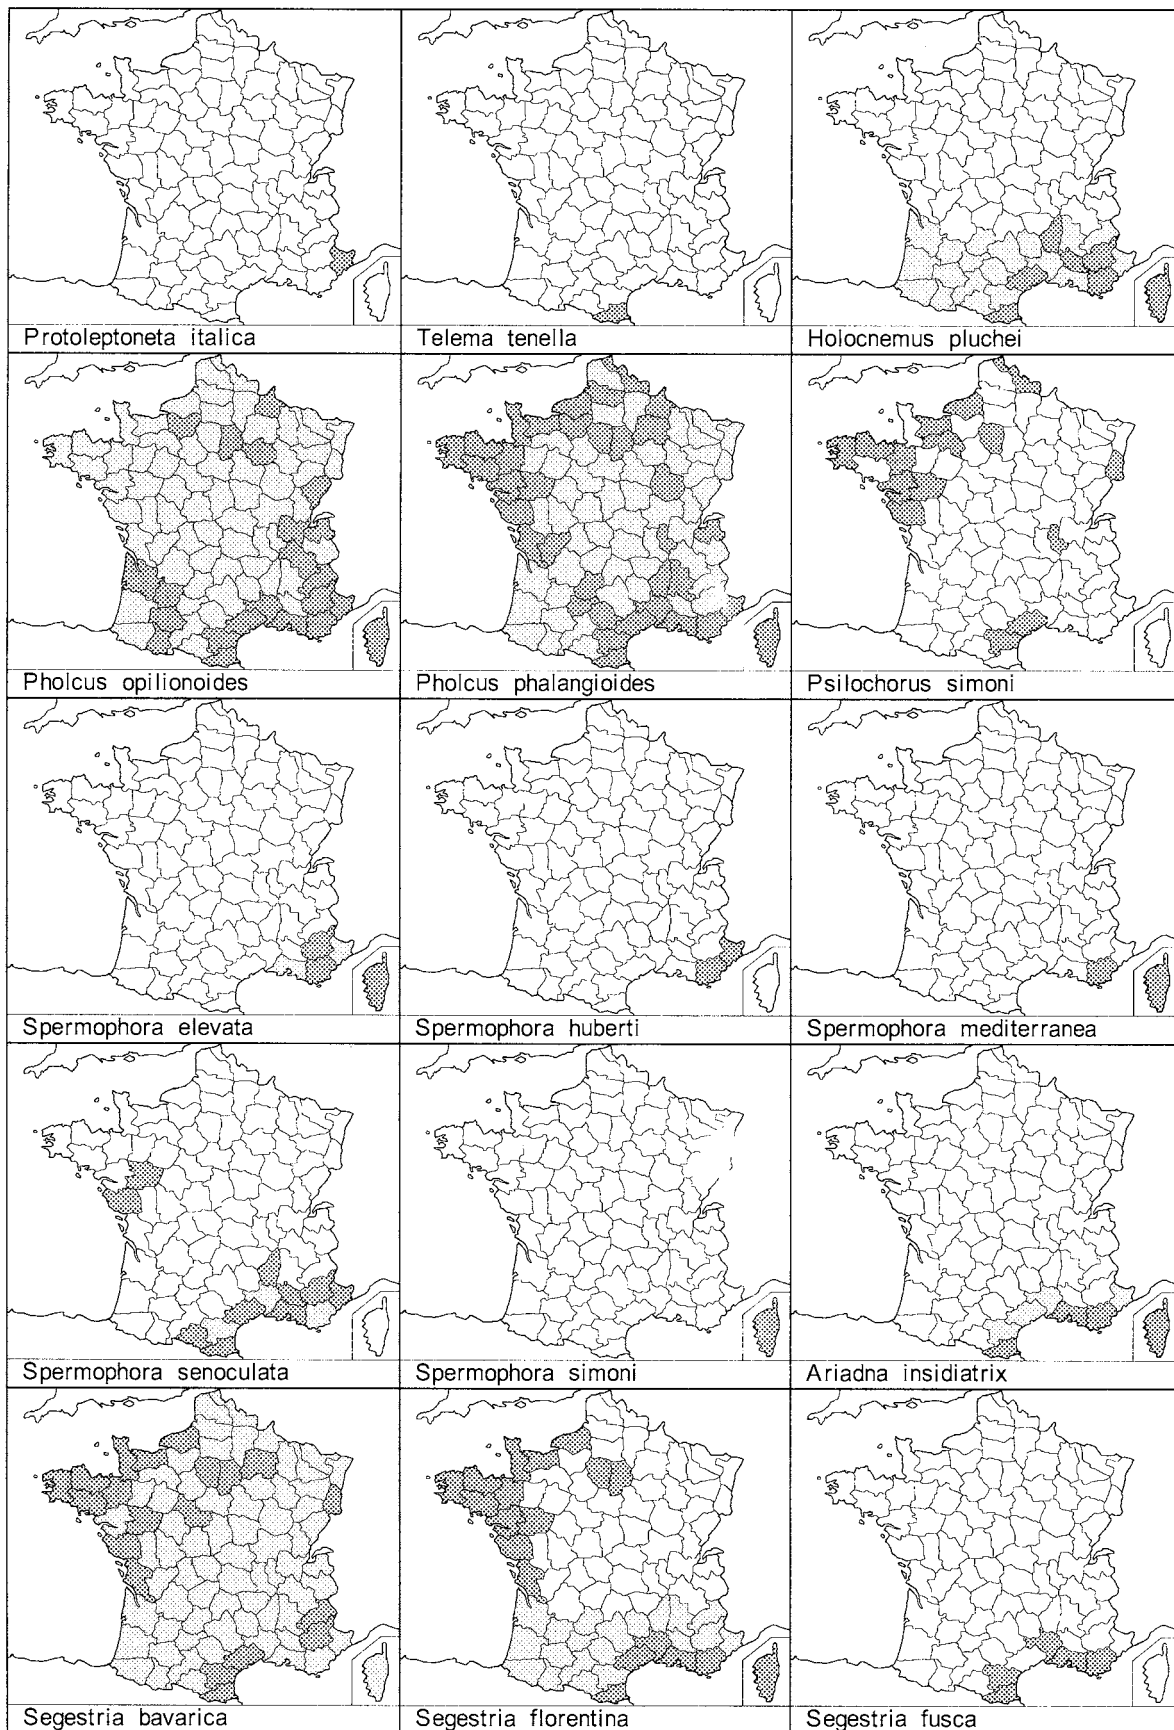 Protoleptoneta italica
Telema tenella
Holocnemus pluchei
Pholcus opilionoides
Pholcus phalangioides
Psilochorus simoni
Spermophora elevata
Spermophora huberti
Spermophora mediterranea
Spermophora senoculata
Spermophora simoni
Ariadna insidiatrix
Segestria bavarica
Segestria florentina
Segestria fusca